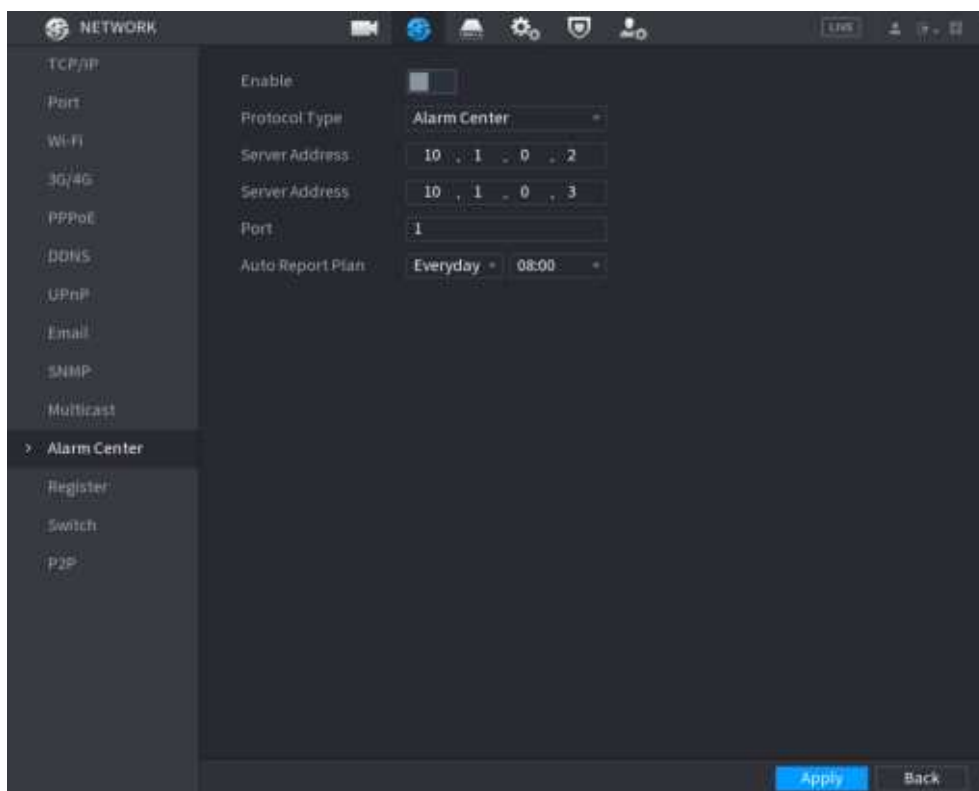 NETWORK
LIVE
TCP/IP
Port
Wi-Fi
3G/4G
PPPoE
DDNS
UPnP
Email
SNMP
Multicast
> Alarm Center
Register
Switch
P2P
Enable
Protocol Type Alarm Center
Server Address 10 . 1 . 0 . 2
Server Address 10 . 1 . 0 . 3
Port 1
Auto Report Plan Everyday 08:00
Apply Back